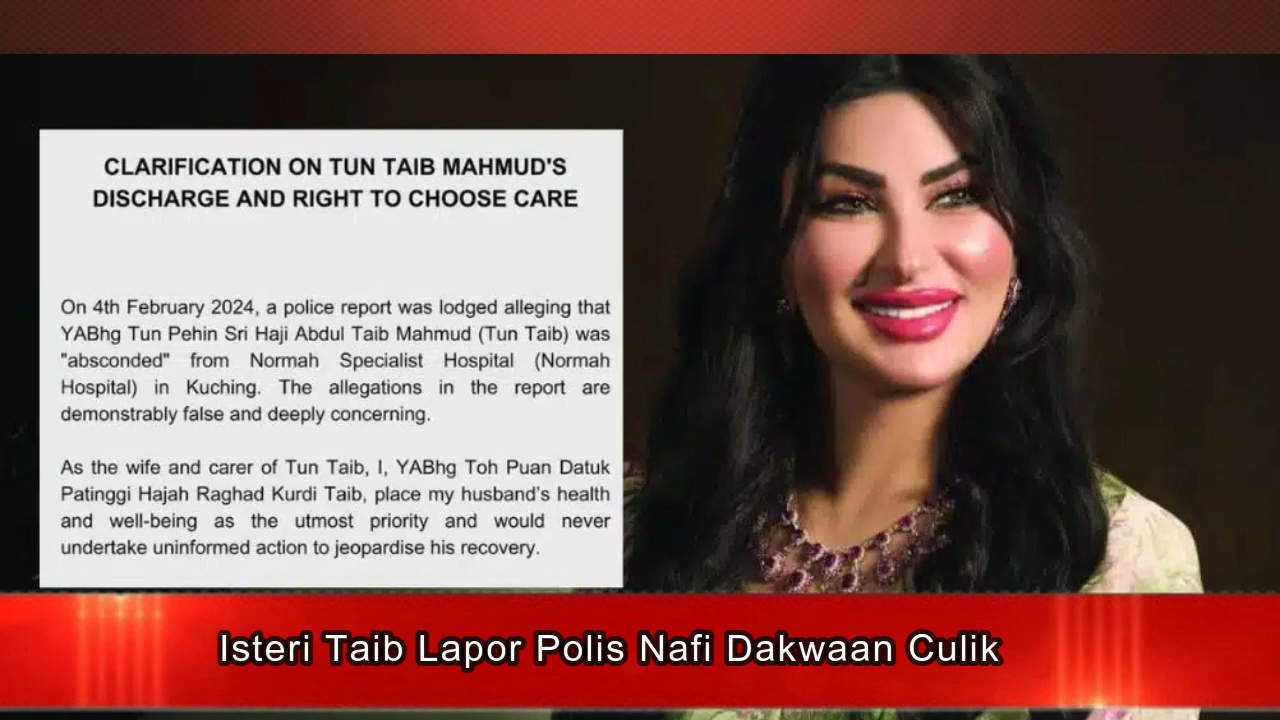 CLARIFICATION ON TUN TAIB MAHMUD'S
DISCHARGE AND RIGHT TO CHOOSE CARE
On 4th February 2024, a police report was lodged alleging that
YABhg Tun Pehin Sri Haji Abdul Taib Mahmud (Tun Taib) was
"absconded" from Normah Specialist Hospital (Normah
Hospital) in Kuching. The allegations in the report are
demonstrably false and deeply concerning.
As the wife and carer of Tun Taib, I, YABhg Toh Puan Datuk
Patinggi Hajah Raghad Kurdi Taib, place my husband’s health
and well-being as the utmost priority and would never
undertake uninformed action to jeopardise his recovery.
Isteri Taib Lapor Polis Nafi Dakwaan Culik